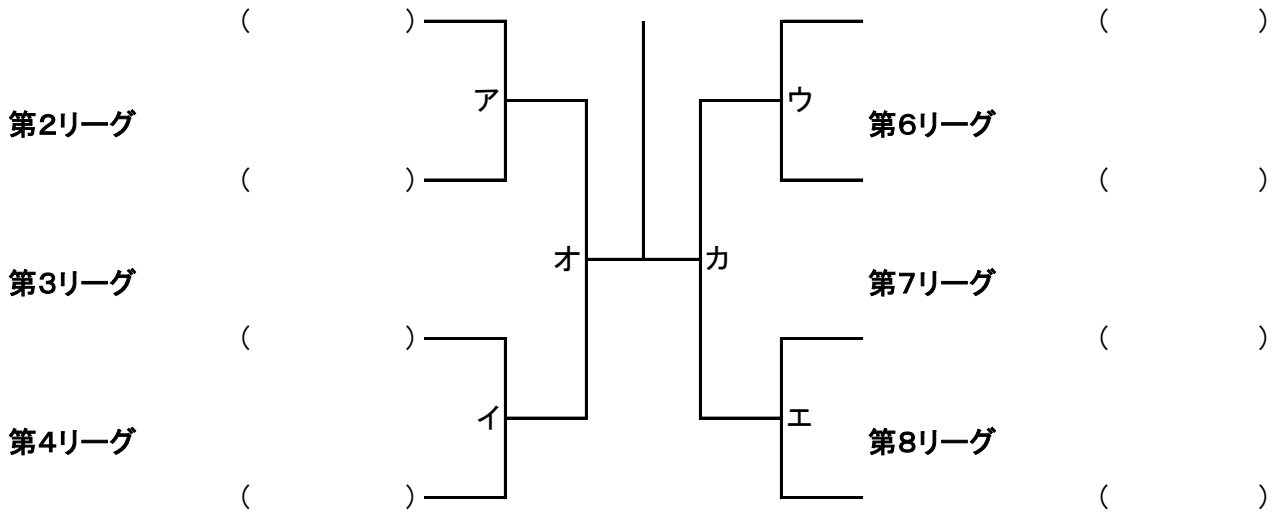 (　　　　) (　　　　)
ア ウ
第2リーグ 第6リーグ
(　　　　) (　　　　)
オ カ
第3リーグ 第7リーグ
(　　　　) (　　　　)
イ エ
第4リーグ 第8リーグ
(　　　　) (　　　　)